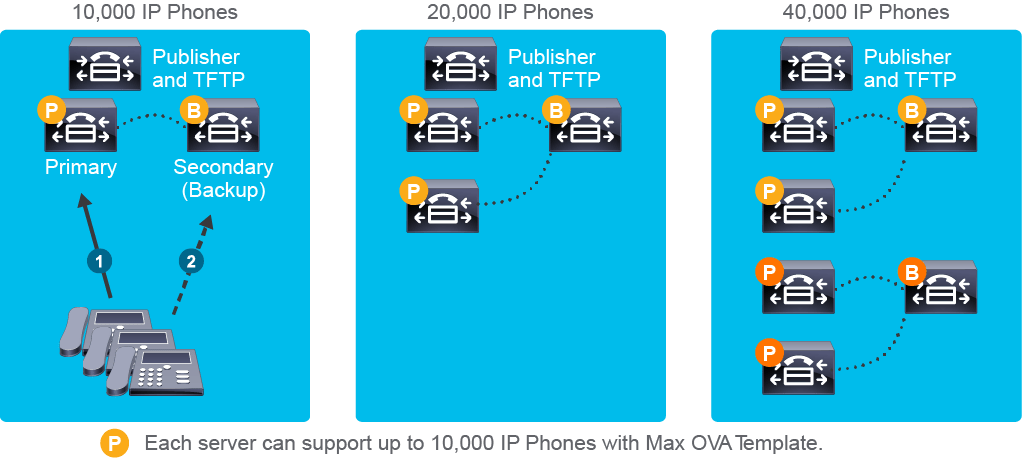 10,000 IP Phones
Publisher
and TFTP
P
B
Primary
Secondary
(Backup)
1
2
20,000 IP Phones
Publisher
and TFTP
P
B
P
40,000 IP Phones
Publisher
and TFTP
P
B
P
P
B
P
P Each server can support up to 10,000 IP Phones with Max OVA Template.